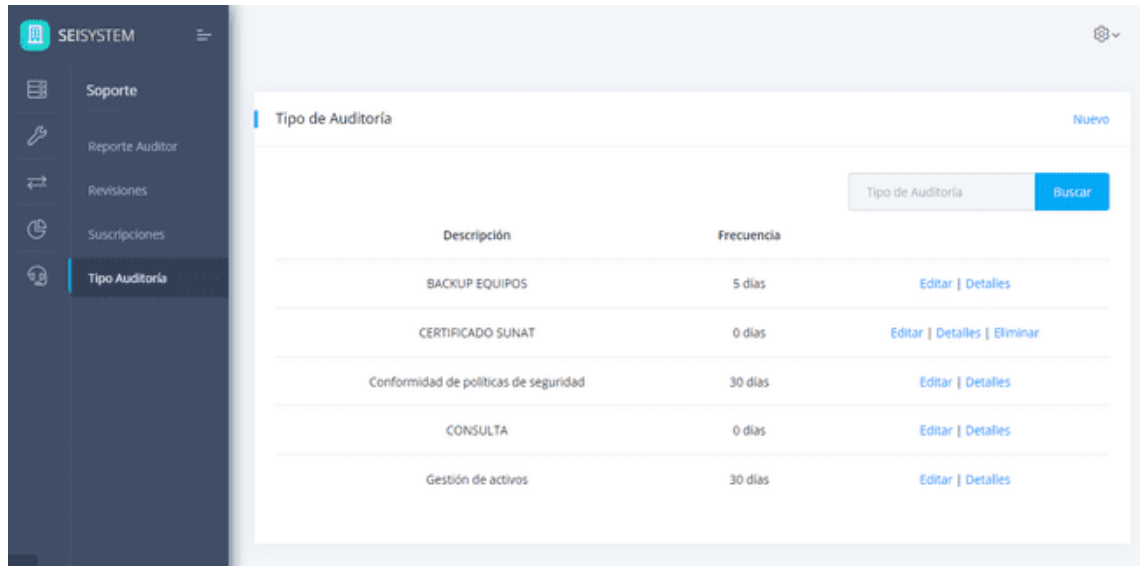 SEISYSTEM
Soporte
Reporte Auditor
Revisiones
Suscripciones
Tipo Auditoría
Tipo de Auditoría
Nuevo
Tipo de Auditoría
Buscar
Descripción Frecuencia
BACKUP EQUIPOS 5 días Editar | Detalles
CERTIFICADO SUNAT 0 días Editar | Detalles | Eliminar
Conformidad de políticas de seguridad 30 días Editar | Detalles
CONSULTA 0 días Editar | Detalles
Gestión de activos 30 días Editar | Detalles